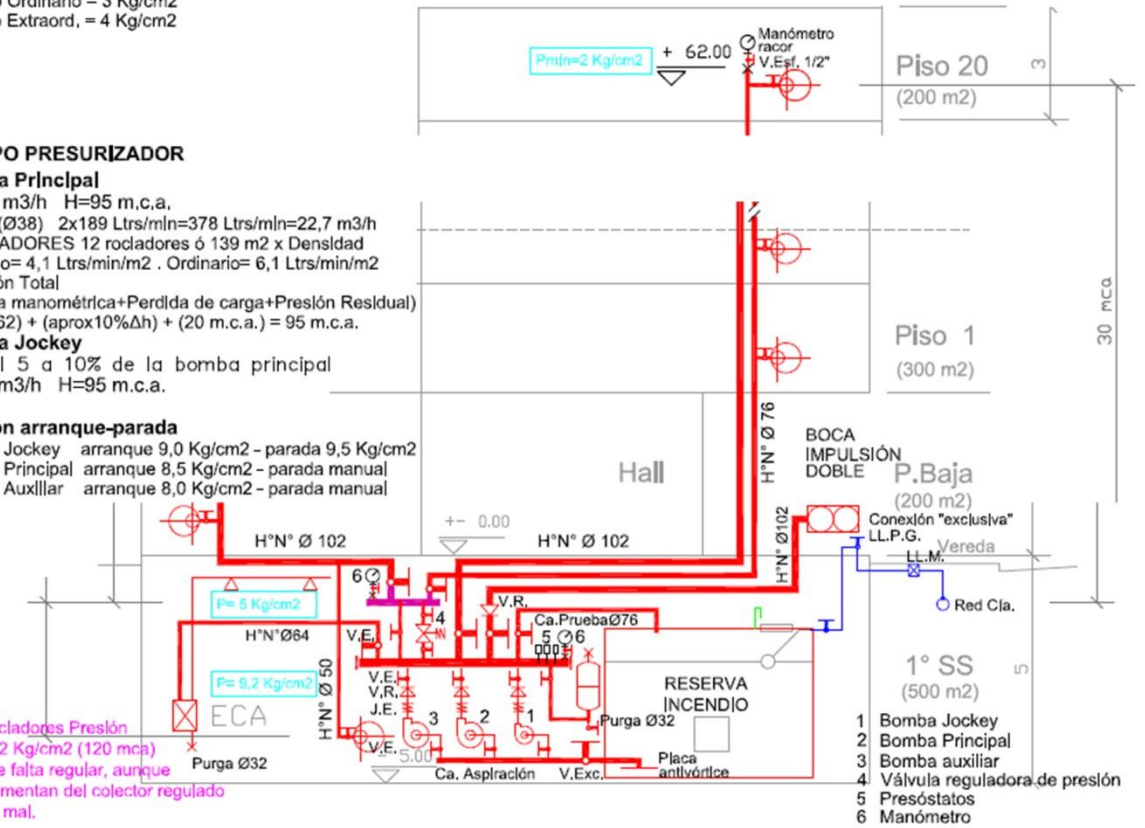 Ordinario = 3 Kg/cm2
Extraord, = 4 Kg/cm2
Pmin=2 Kg/cm2
+ 62.00
Manómetro
racor
V.Esf. 1/2"
Piso 20
(200 m2)
3
PO PRESURIZADOR
a Principal
m3/h H=95 m.c.a.
(Ø38) 2x189 Ltrs/min=378 Ltrs/min=22,7 m3/h
ADORES 12 rociadores ó 139 m2 x Densidad
o= 4,1 Ltrs/min/m2 . Ordinario= 6,1 Ltrs/min/m2
ón Total
a manométrica+Perdida de carga+Presión Residual)
62) + (aprox10%Δh) + (20 m.c.a.) = 95 m.c.a.
a Jockey
l 5 a 10% de la bomba principal
m3/h H=95 m.c.a.
ón arranque-parada
Jockey arranque 9,0 Kg/cm2 - parada 9,5 Kg/cm2
Principal arranque 8,5 Kg/cm2 - parada manual
Auxiliar arranque 8,0 Kg/cm2 - parada manual
Piso 1
(300 m2)
30 mca
H°N° Ø 76
Hall
BOCA
IMPULSIÓN
DOBLE
P.Baja
(200 m2)
+- 0.00
H°N° Ø 102
H°N° Ø 102
H°N° Ø102
Conexión "exclusiva"
LL.P.G.
Vereda
LL.M.
Red Cía.
6
P= 5 Kg/cm2
H°N°Ø64
V.E.
4
V.R.
Ca.PruebaØ76
5 6
P= 9,2 Kg/cm2
ECA
H°N° Ø 50
V.E.
V.R.
J.E.
3
2
1
V.E.
- 5.00
Purga Ø32
Purga Ø32
Ca. Aspiración
V.Exc.
Placa
antivórtice
RESERVA
INCENDIO
1° SS
(500 m2)
5
1 Bomba Jockey
2 Bomba Principal
3 Bomba auxiliar
4 Válvula reguladora de presión
5 Presóstatos
6 Manómetro
ciadores Presión
2 Kg/cm2 (120 mca)
e falta regular, aunque
mentan del colector regulado
mal.